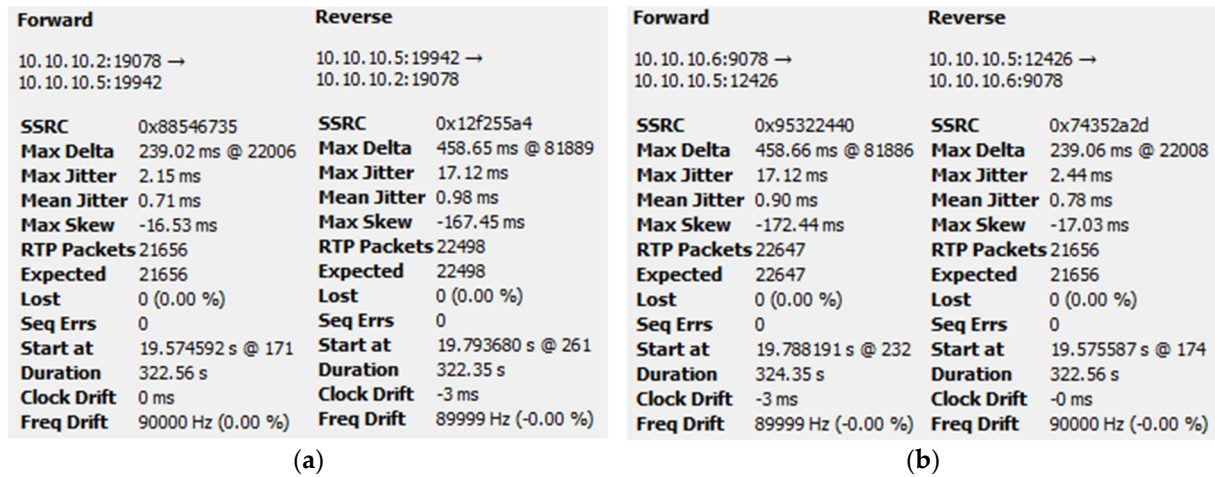 Forward
10.10.10.2:19078 →
10.10.10.5:19942
SSRC 0x88546735
Max Delta 239.02 ms @ 22006
Max Jitter 2.15 ms
Mean Jitter 0.71 ms
Max Skew -16.53 ms
RTP Packets 21656
Expected 21656
Lost 0 (0.00 %)
Seq Errs 0
Start at 19.574592 s @ 171
Duration 322.56 s
Clock Drift 0 ms
Freq Drift 90000 Hz (0.00 %)
Reverse
10.10.10.5:19942 →
10.10.10.2:19078
SSRC 0x12f255a4
Max Delta 458.65 ms @ 81889
Max Jitter 17.12 ms
Mean Jitter 0.98 ms
Max Skew -167.45 ms
RTP Packets 22498
Expected 22498
Lost 0 (0.00 %)
Seq Errs 0
Start at 19.793680 s @ 261
Duration 322.35 s
Clock Drift -3 ms
Freq Drift 89999 Hz (-0.00 %)
(a)
Forward
10.10.10.6:9078 →
10.10.10.5:12426
SSRC 0x95322440
Max Delta 458.66 ms @ 81886
Max Jitter 17.12 ms
Mean Jitter 0.90 ms
Max Skew -172.44 ms
RTP Packets 22647
Expected 22647
Lost 0 (0.00 %)
Seq Errs 0
Start at 19.788191 s @ 232
Duration 324.35 s
Clock Drift -3 ms
Freq Drift 89999 Hz (-0.00 %)
Reverse
10.10.10.5:12426 →
10.10.10.6:9078
SSRC 0x74352a2d
Max Delta 239.06 ms @ 22008
Max Jitter 2.44 ms
Mean Jitter 0.78 ms
Max Skew -17.03 ms
RTP Packets 21656
Expected 21656
Lost 0 (0.00 %)
Seq Errs 0
Start at 19.575587 s @ 174
Duration 322.56 s
Clock Drift -0 ms
Freq Drift 90000 Hz (-0.00 %)
(b)